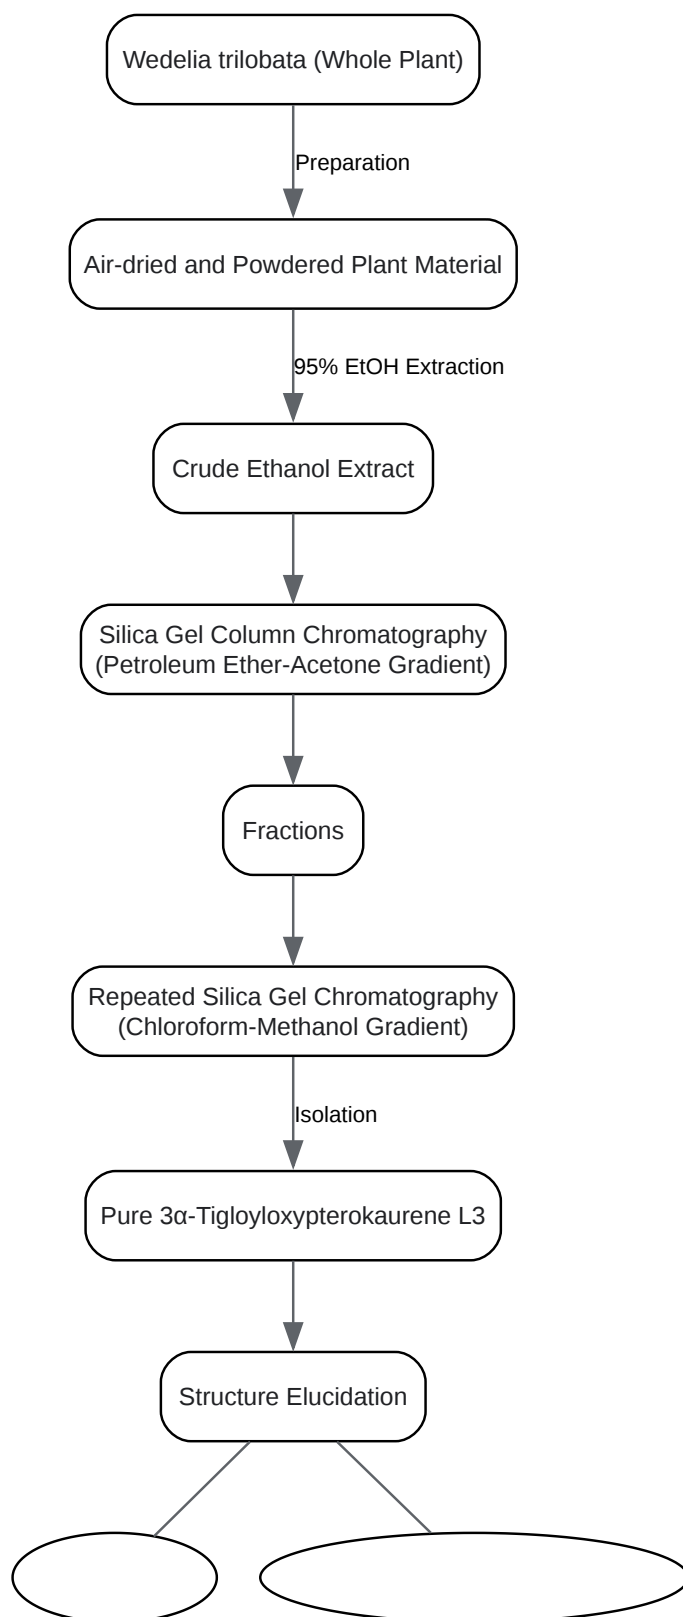 Wedelia trilobata (Whole Plant)
Preparation
Air-dried and Powdered Plant Material
95% EtOH Extraction
Crude Ethanol Extract
Silica Gel Column Chromatography
(Petroleum Ether-Acetone Gradient)
Fractions
Repeated Silica Gel Chromatography
(Chloroform-Methanol Gradient)
Isolation
Pure 3α-Tigloyloxypterokaurene L3
Structure Elucidation